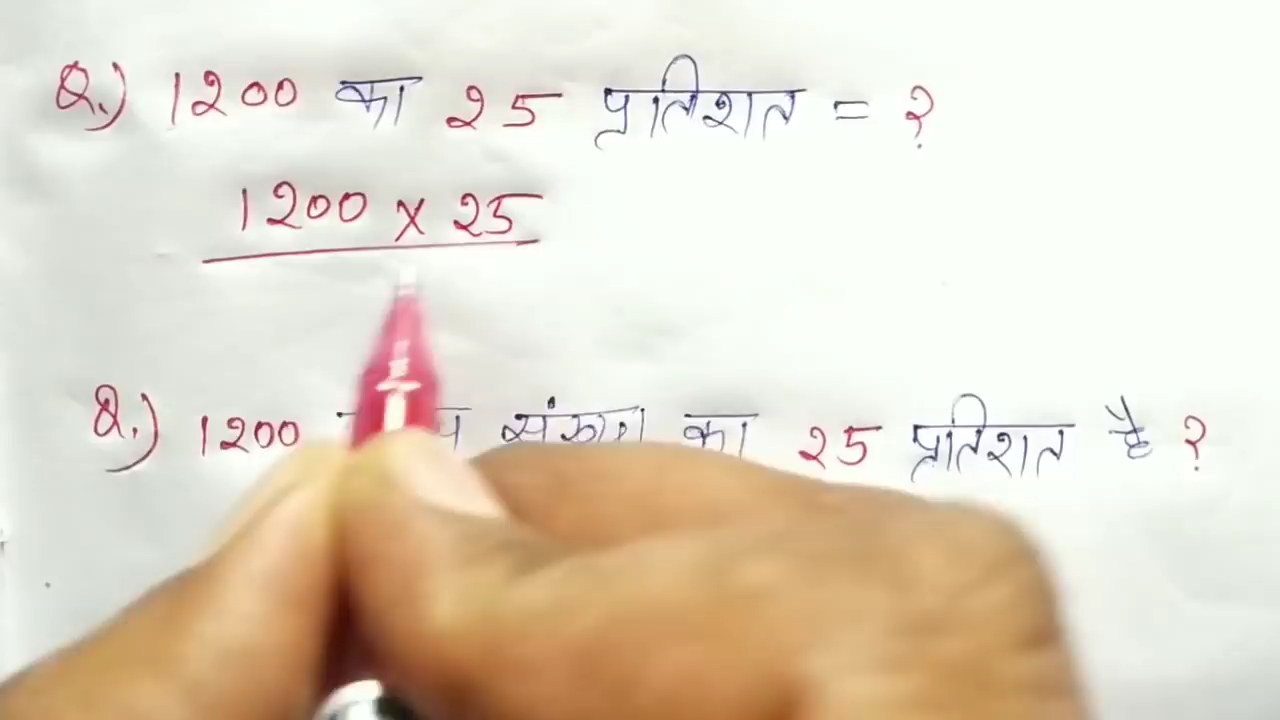 Q.) 1200 का 25 प्रतिशत = ?
1200 × 25
Q.) 1200 संख्या का 25 प्रतिशत है ?